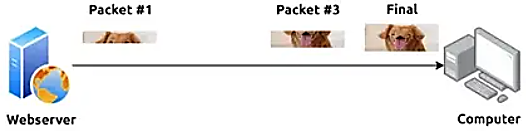 Packet #1
Packet #3
Final
Webserver
Computer